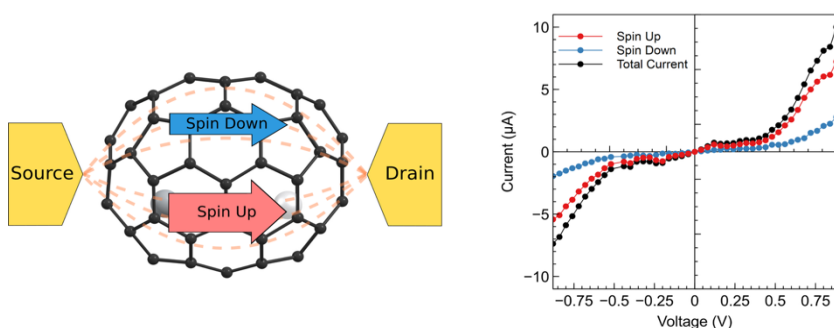 Source
Spin Down
Spin Up
Drain
Spin Up
Spin Down
Total Current
Current (μA)
10
5
0
−5
−10
−0.75 −0.5 −0.25 0 0.25 0.5 0.75
Voltage (V)